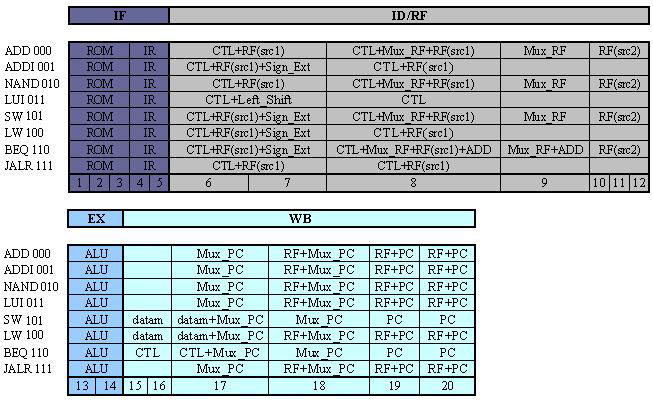 IF ID/RF
ADD 000 ROM IR CTL+RF(src1) CTL+Mux_RF+RF(src1) Mux_RF RF(src2)
ADDI 001 ROM IR CTL+RF(src1)+Sign_Ext CTL+RF(src1)
NAND 010 ROM IR CTL+RF(src1) CTL+Mux_RF+RF(src1) Mux_RF RF(src2)
LUI 011 ROM IR CTL+Left_Shift CTL
SW 101 ROM IR CTL+RF(src1)+Sign_Ext CTL+Mux_RF+RF(src1) Mux_RF RF(src2)
LW 100 ROM IR CTL+RF(src1)+Sign_Ext CTL+RF(src1)
BEQ 110 ROM IR CTL+RF(src1)+Sign_Ext CTL+Mux_RF+RF(src1)+ADD Mux_RF+ADD RF(src2)
JALR 111 ROM IR CTL+RF(src1) CTL+RF(src1)
1 2 3 4 5 6 7 8 9 10 11 12
EX WB
ADD 000 ALU Mux_PC RF+Mux_PC RF+PC RF+PC
ADDI 001 ALU Mux_PC RF+Mux_PC RF+PC RF+PC
NAND 010 ALU Mux_PC RF+Mux_PC RF+PC RF+PC
LUI 011 ALU Mux_PC RF+Mux_PC RF+PC RF+PC
SW 101 ALU datam datam+Mux_PC Mux_PC PC PC
LW 100 ALU datam datam+Mux_PC RF+Mux_PC RF+PC RF+PC
BEQ 110 ALU CTL CTL+Mux_PC Mux_PC PC PC
JALR 111 ALU Mux_PC RF+Mux_PC RF+PC RF+PC
13 14 15 16 17 18 19 20